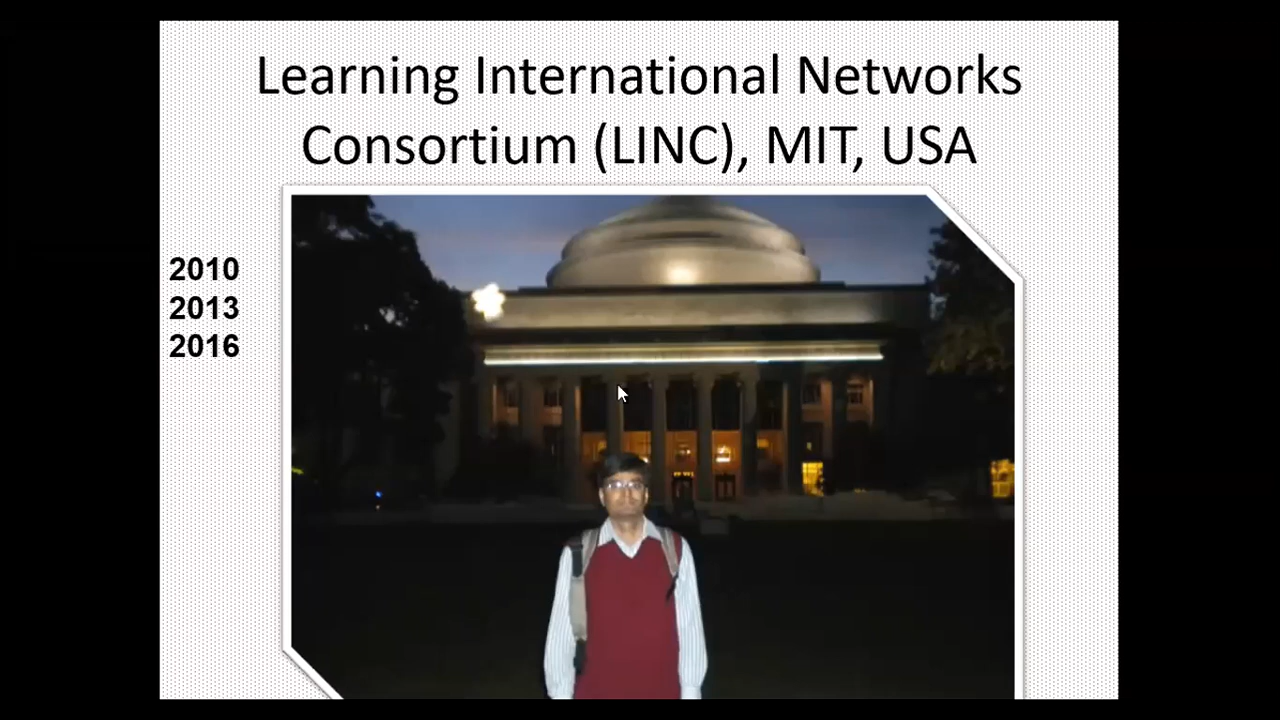 Learning International Networks
Consortium (LINC), MIT, USA
2010
2013
2016